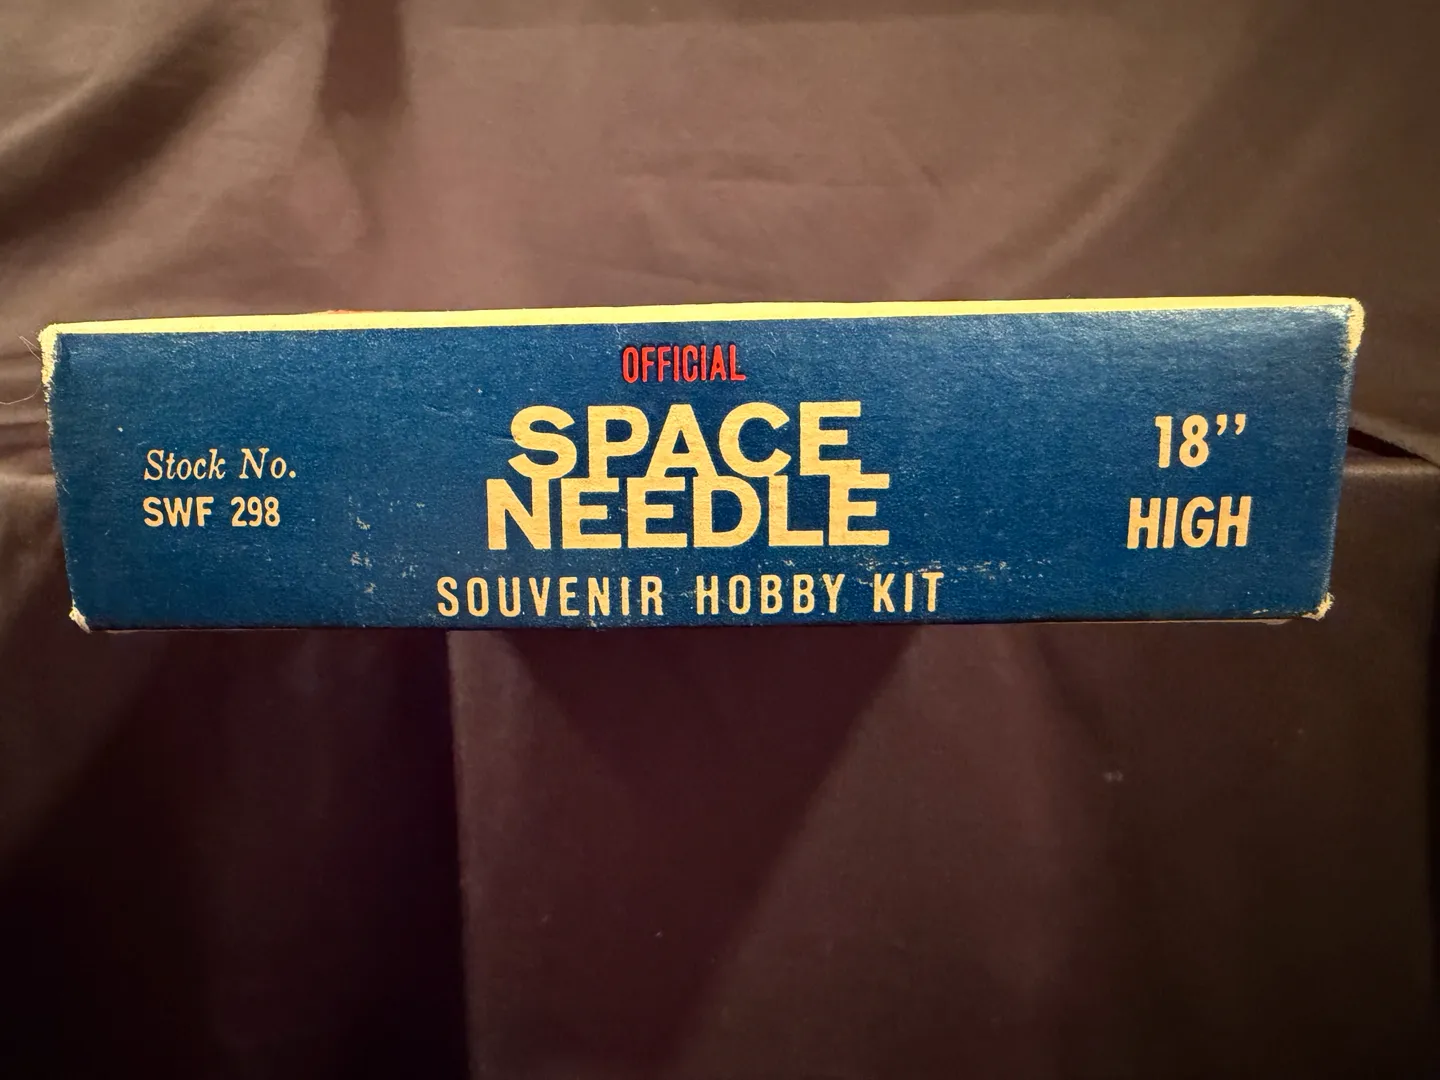 Stock No.
SWF 298
OFFICIAL
SPACE
NEEDLE
SOUVENIR HOBBY KIT
18’’
HIGH